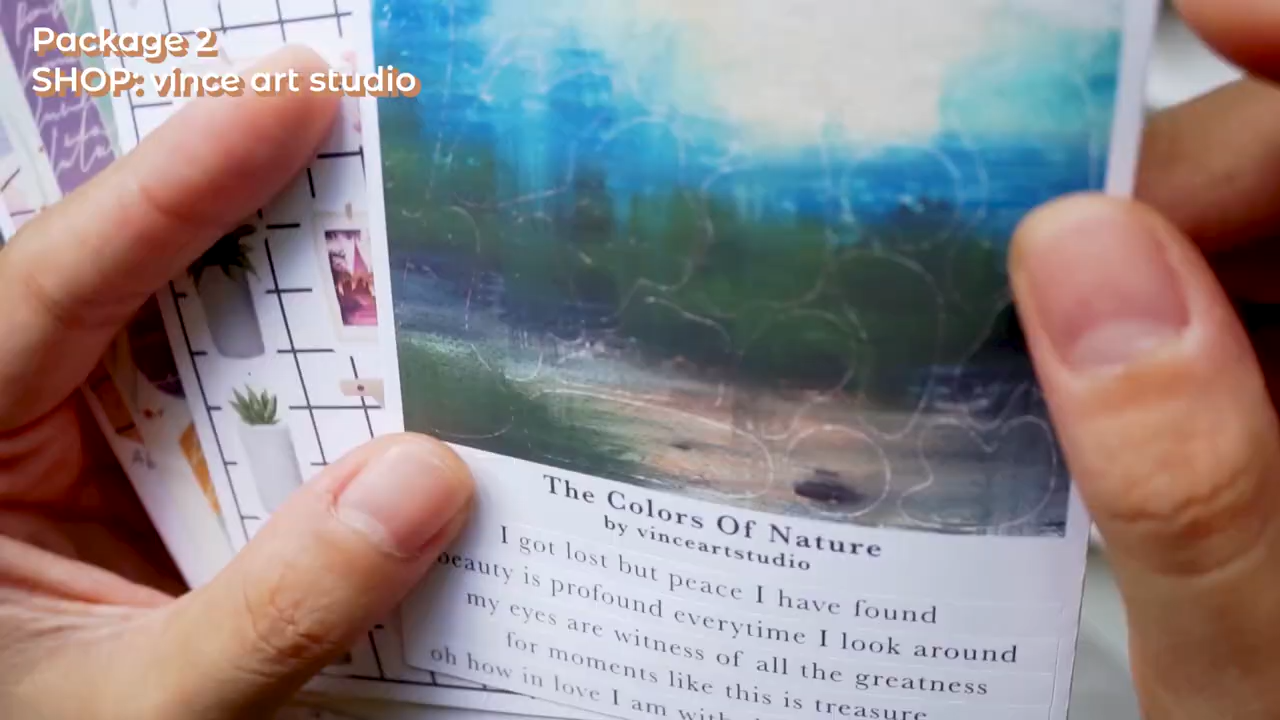 Package 2
SHOP: vince art studio
The Colors Of Nature
by vinceartstudio
I got lost but peace I have found
beauty is profound everytime I look around
my eyes are witness of all the greatness
for moments like this is treasure
oh how in love I am